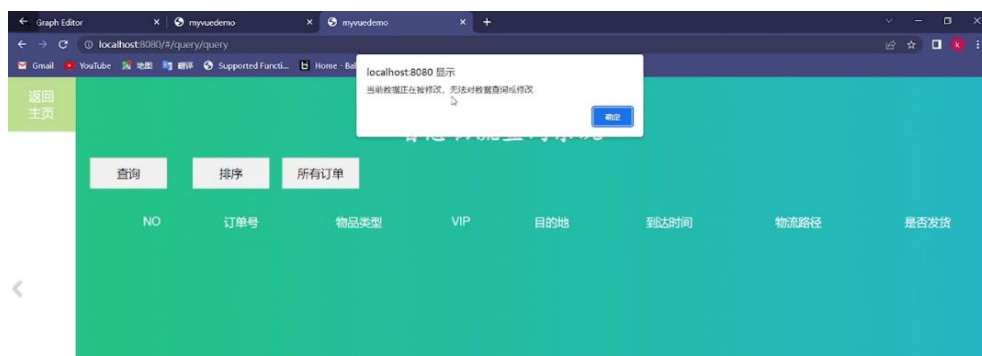 Graph Editor
myvuedemo
myvuedemo
localhost:8080/#/query/query
Gmail
YouTube
地图
翻译
Supported Functi...
Home - Bal
localhost:8080 显示
当前数据正在被修改，无法对数据查询或修改
确定
返回
主页
查询
排序
所有订单
NO
订单号
物品类型
VIP
目的地
到达时间
物流路径
是否发货